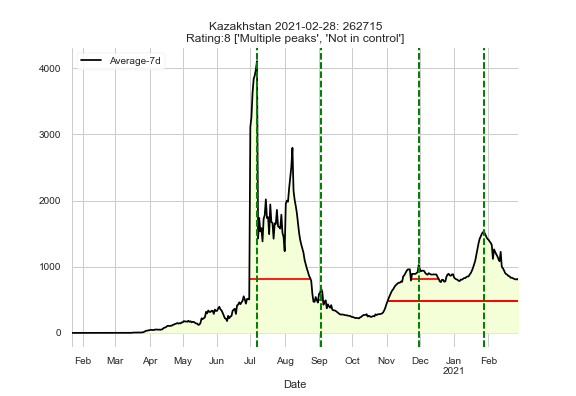 Kazakhstan 2021-02-28: 262715
Rating:8 ['Multiple peaks', 'Not in control']
Average-7d
4000
3000
2000
1000
0
Feb Mar Apr May Jun Jul Aug Sep Oct Nov Dec Jan Feb
2021
Date